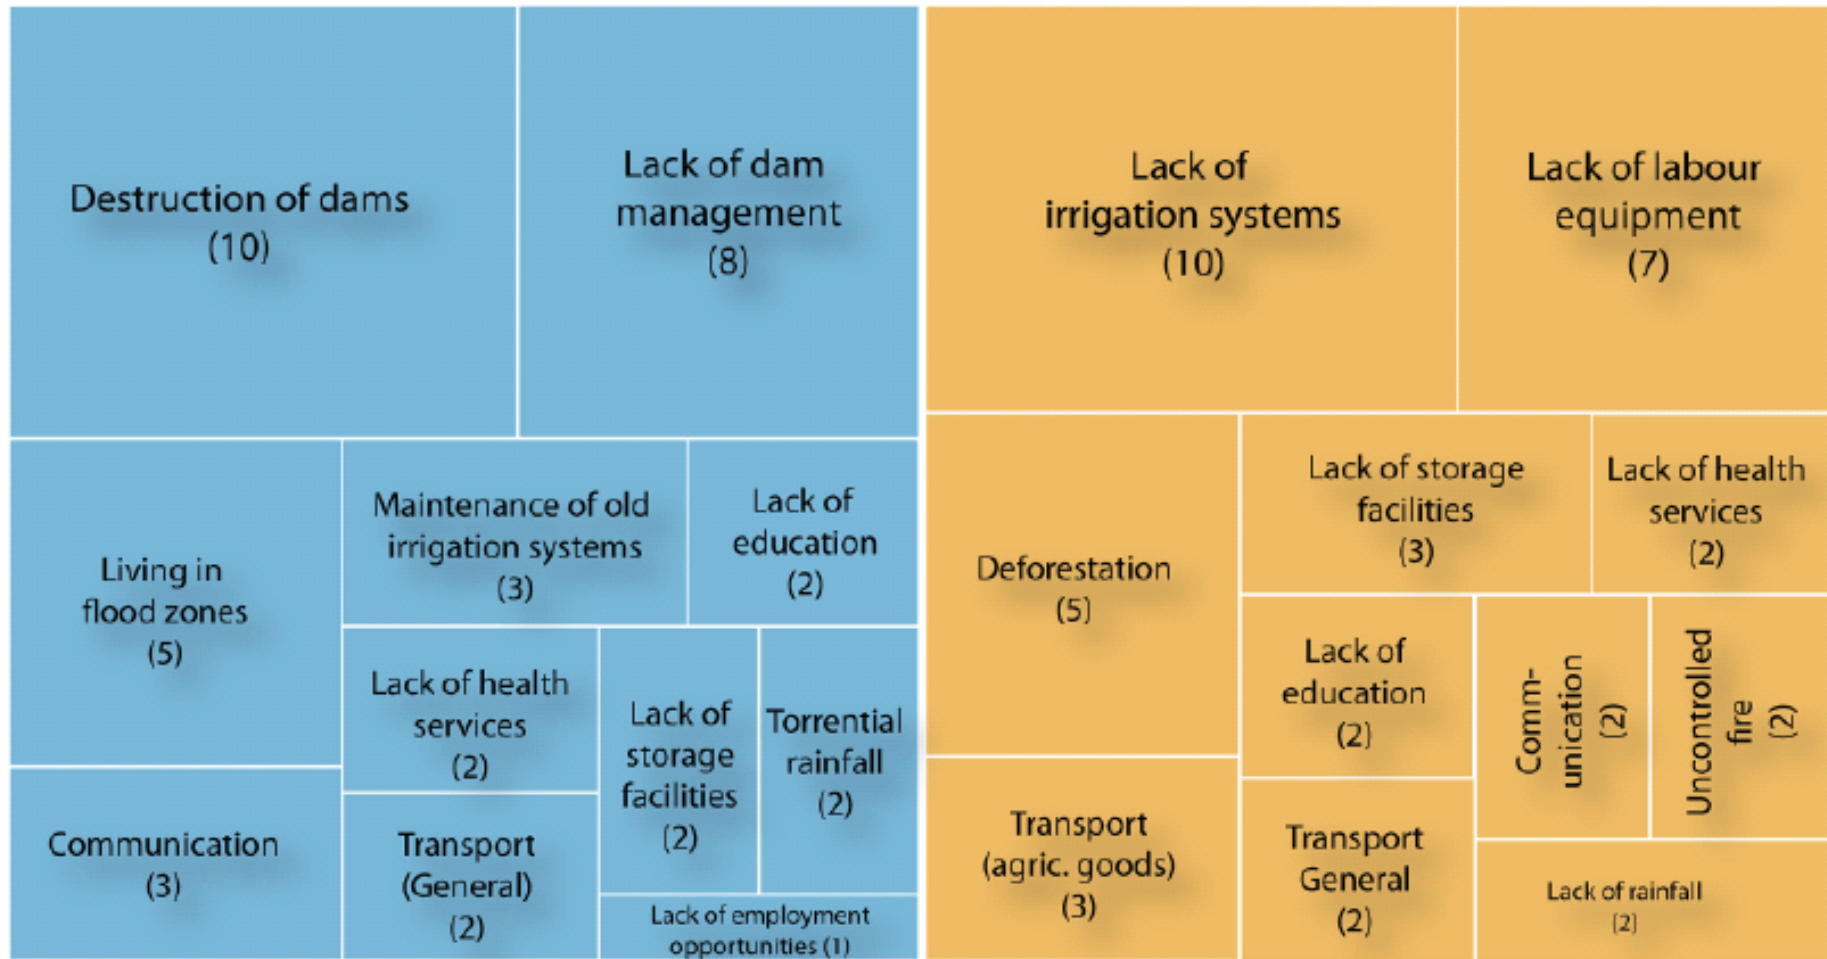 Destruction of dams
(10)
Lack of dam
management
(8)
Living in
flood zones
(5)
Maintenance of old
irrigation systems
(3)
Lack of
education
(2)
Lack of health
services
(2)
Lack of
storage
facilities
(2)
Torrential
rainfall
(2)
Communication
(3)
Transport
(General)
(2)
Lack of employment
opportunities (1)
Lack of
irrigation systems
(10)
Lack of labour
equipment
(7)
Deforestation
(5)
Lack of storage
facilities
(3)
Lack of health
services
(2)
Lack of
education
(2)
Comm-
unication
(2)
Uncontrolled
fire
(2)
Transport
(agric. goods)
(3)
Transport
General
(2)
Lack of rainfall
(2)